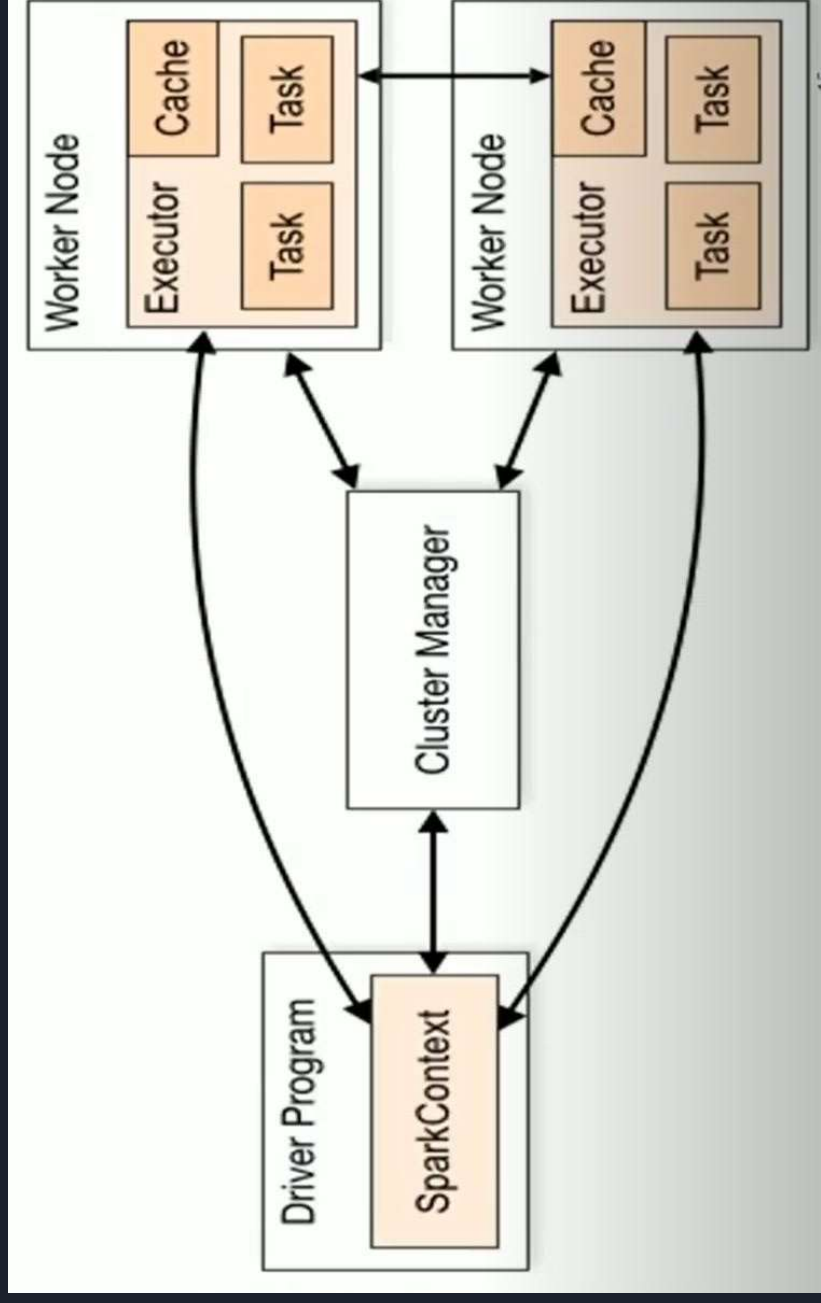 Driver Program
SparkContext
Cluster Manager
Worker Node
Executor
Cache
Task
Task
Worker Node
Executor
Cache
Task
Task